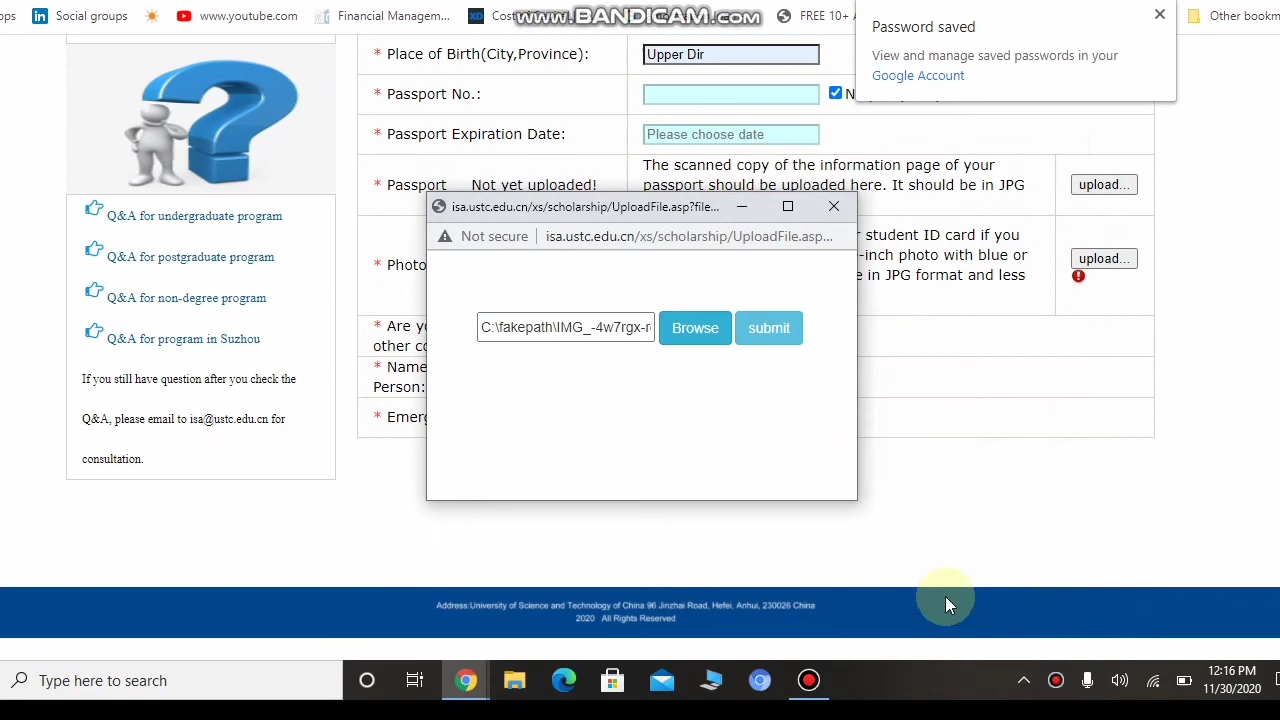 ops
Social groups
www.youtube.com
Financial Managem...
www.BANDICAM.com
FREE 10+
Other bookm
Password saved
View and manage saved passwords in your
Google Account
* Place of Birth(City,Province):
Upper Dir
* Passport No.:
* Passport Expiration Date:
Please choose date
Passport Not yet uploaded!
The scanned copy of the information page of your
passport should be uploaded here. It should be in JPG
upload...
isa.ustc.edu.cn/xs/scholarship/UploadFile.asp?file...
Not secure
isa.ustc.edu.cn/xs/scholarship/UploadFile.asp...
C:\fakepath\IMG_-4w7rgx-r
Browse
submit
* Photo
student ID card if you
-inch photo with blue or
in JPG format and less
upload...
* Are
other
* Name
Person:
* Emerg
Q&A for undergraduate program
Q&A for postgraduate program
Q&A for non-degree program
Q&A for program in Suzhou
If you still have question after you check the
Q&A, please email to isa@ustc.edu.cn for
consultation.
Address:University of Science and Technology of China 96 Jinzhai Road, Hefei, Anhui, 230026 China
2020 All Rights Reserved
Type here to search
12:16 PM
11/30/2020